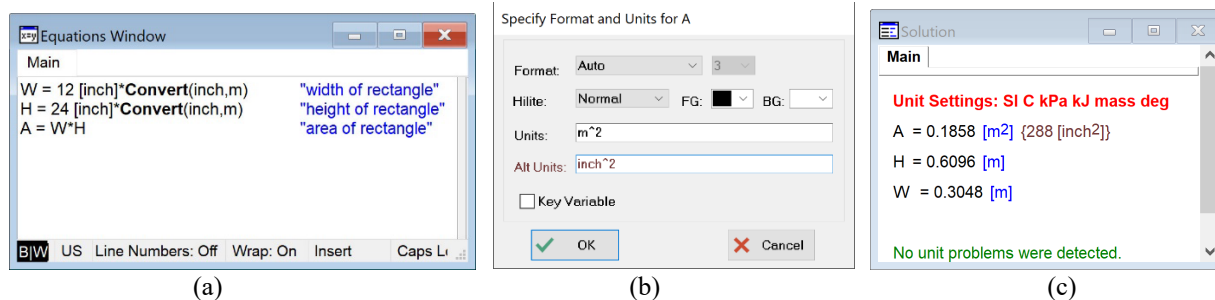 x=y Equations Window
Main
W = 12 [inch]*Convert(inch,m) "width of rectangle"
H = 24 [inch]*Convert(inch,m) "height of rectangle"
A = W*H "area of rectangle"
B|W US Line Numbers: Off Wrap: On Insert Caps L
(a)
Specify Format and Units for A
Format: Auto 3
Hilite: Normal FG: BG:
Units: m^2
Alt Units: inch^2
Key Variable
OK Cancel
(b)
Solution
Main
Unit Settings: SI C kPa kJ mass deg
A = 0.1858 [m2] {288 [inch2]}
H = 0.6096 [m]
W = 0.3048 [m]
No unit problems were detected.
(c)